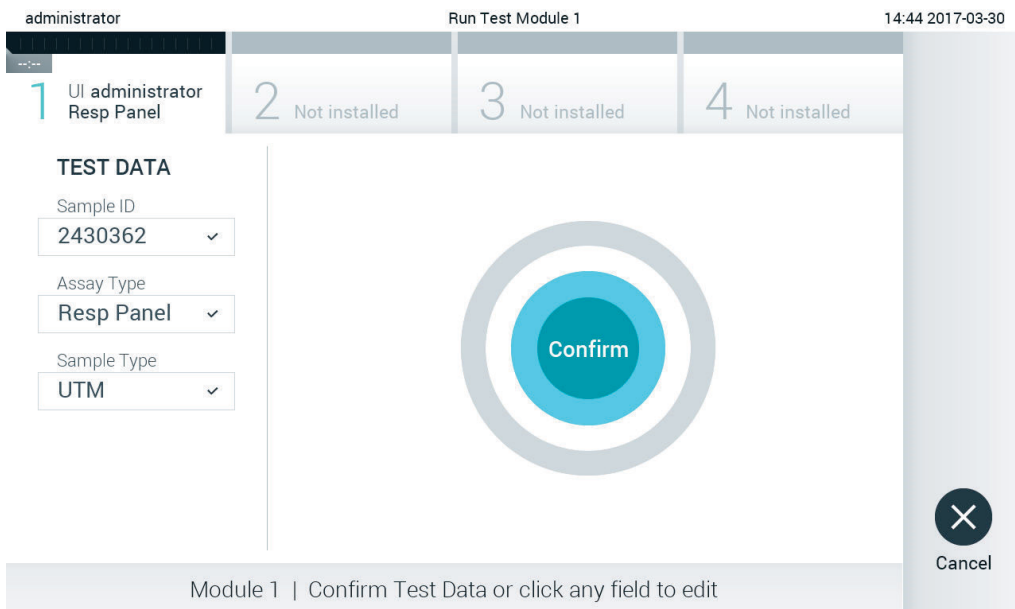 administrator
Run Test Module 1
14:44 2017-03-30
--:--
1
UI administrator
Resp Panel
2 Not installed
3 Not installed
4 Not installed
TEST DATA
Sample ID
2430362
Assay Type
Resp Panel
Sample Type
UTM
Confirm
Cancel
Module 1 | Confirm Test Data or click any field to edit